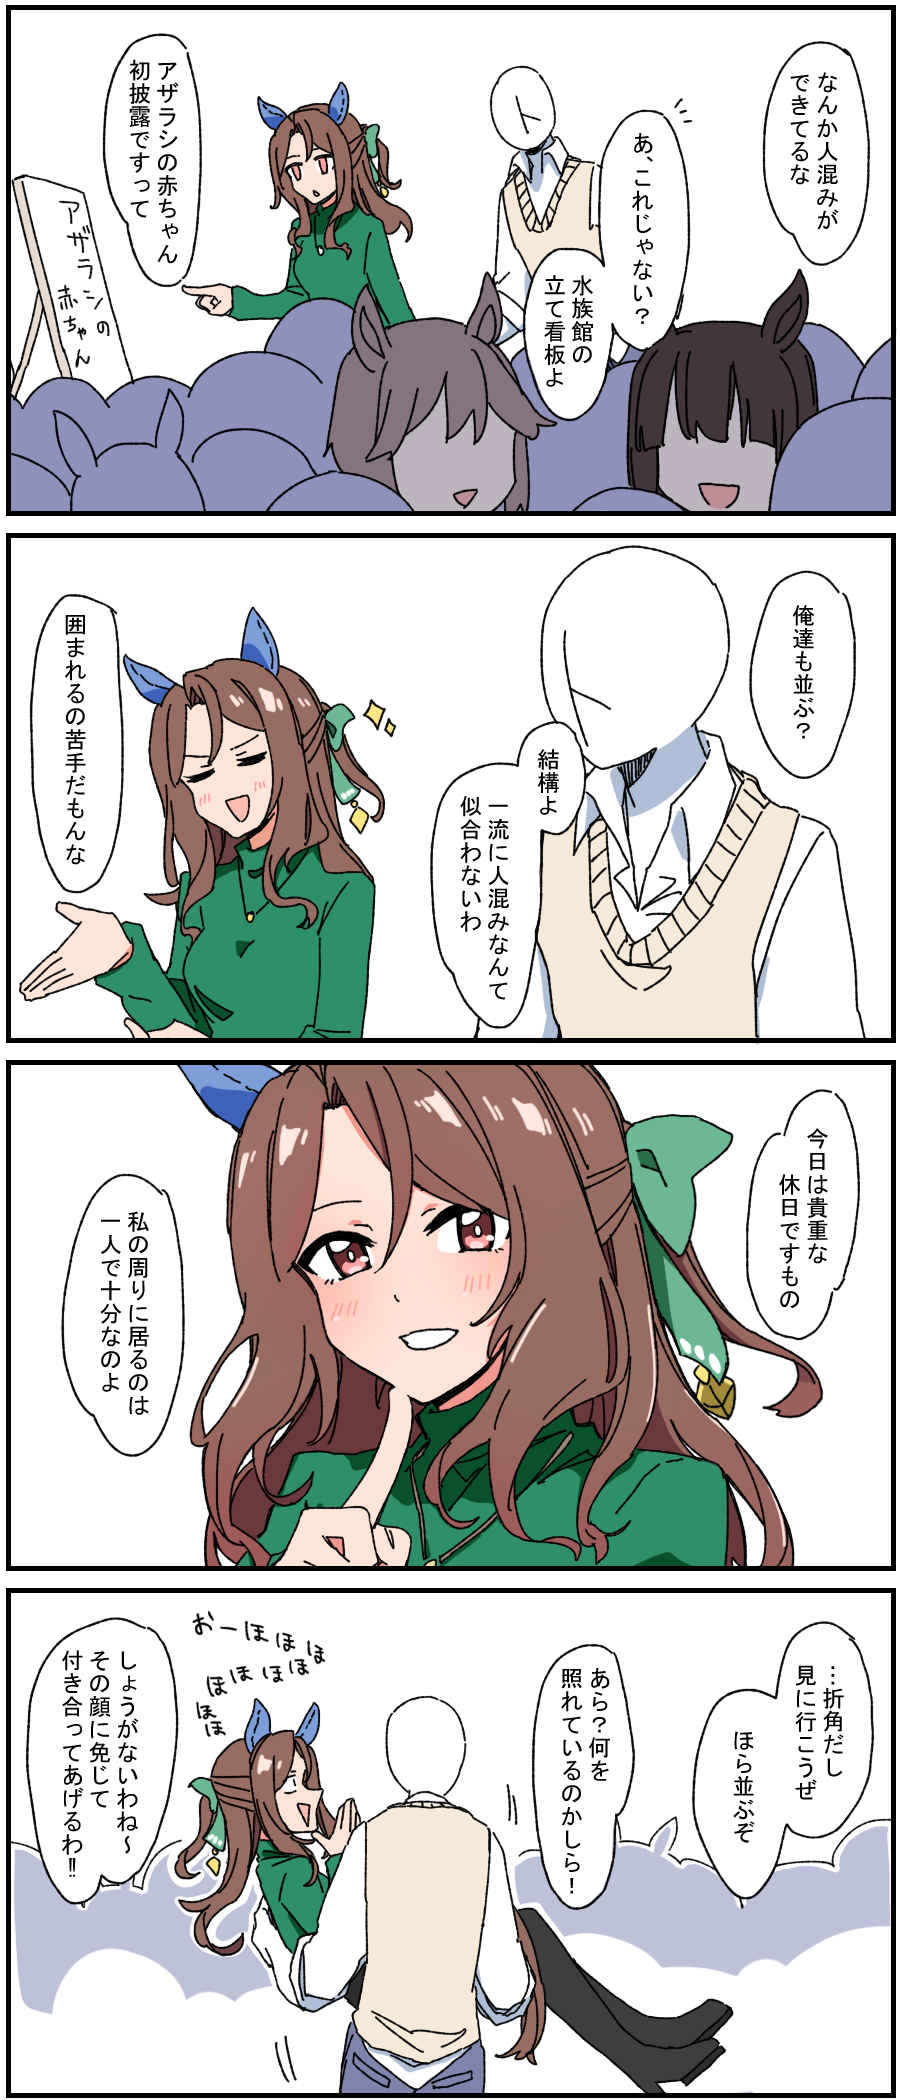 なんか人混みが
できてるな
あ、これじゃない?
水族館の
立て看板よ
アザラシの赤ちゃん
初披露ですって
アザラシの
赤ちゃん
俺達も並ぶ?
結構よ
一流に人混みなんて
似合わないわ
囲まれるの苦手だもんな
今日は貴重な
休日ですもの
私の周りに居るのは
一人で十分なのよ
…折角だし
見に行こうぜ
ほら並ぶぞ
あら?何を
照れているのかしら!
おーほほほ
ほほほほほ
ほほ
しょうがないわね〜
その顔に免じて
付き合ってあげるわ!!